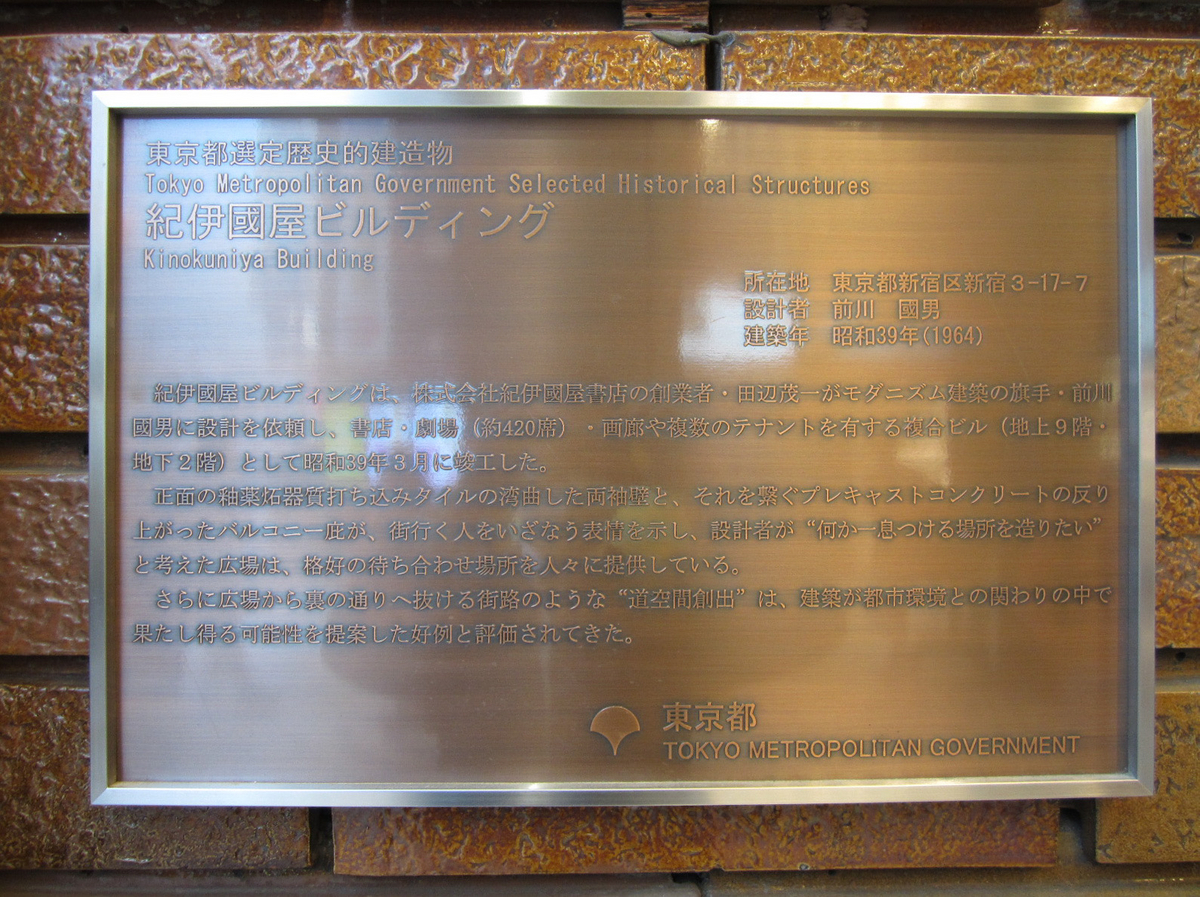 東京都選定歴史的建造物
Tokyo Metropolitan Government Selected Historical Structures
紀伊國屋ビルディング
Kinokuniya Building
所在地　東京都新宿区新宿3-17-7
設計者　前川　國男
建築年　昭和39年(1964)
　紀伊國屋ビルディングは、株式会社紀伊國屋書店の創業者・田辺茂一がモダニズム建築の旗手・前川
國男に設計を依頼し、書店・劇場（約420席）・画廊や複数のテナントを有する複合ビル（地上9階・
地下2階）として昭和39年3月に竣工した。
　正面の釉薬炻器質打ち込みタイルの湾曲した両袖壁と、それを繋ぐプレキャストコンクリートの反り
上がったバルコニー庇が、街行く人をいざなう表情を示し、設計者が“何か一息つける場所を造りたい”
と考えた広場は、格好の待ち合わせ場所を人々に提供している。
　さらに広場から裏の通りへ抜ける街路のような“道空間創出”は、建築が都市環境との関わりの中で
果たし得る可能性を提案した好例と評価されてきた。
東京都
TOKYO METROPOLITAN GOVERNMENT